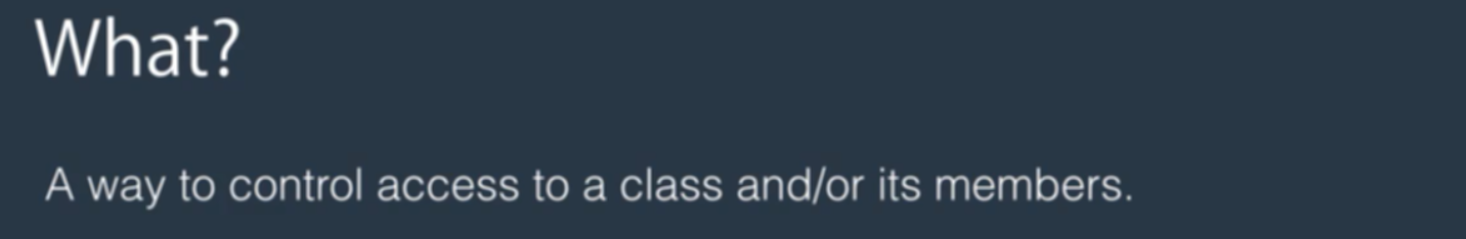 What?
A way to control access to a class and/or its members.